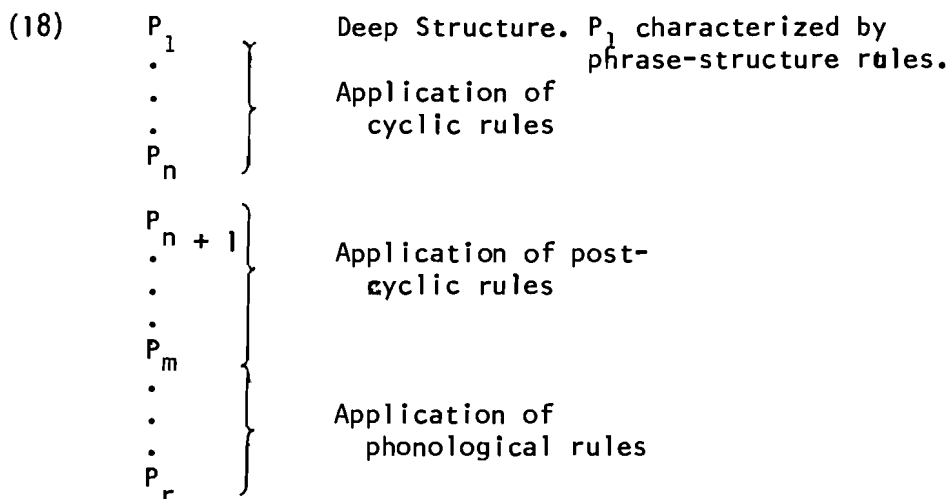 (18) P1 Deep Structure. P1 characterized by
. phrase-structure rules.
. Application of
. cyclic rules
Pn
Pn + 1
. Application of post-
. cyclic rules
.
Pm
.
. Application of
. phonological rules
Pr